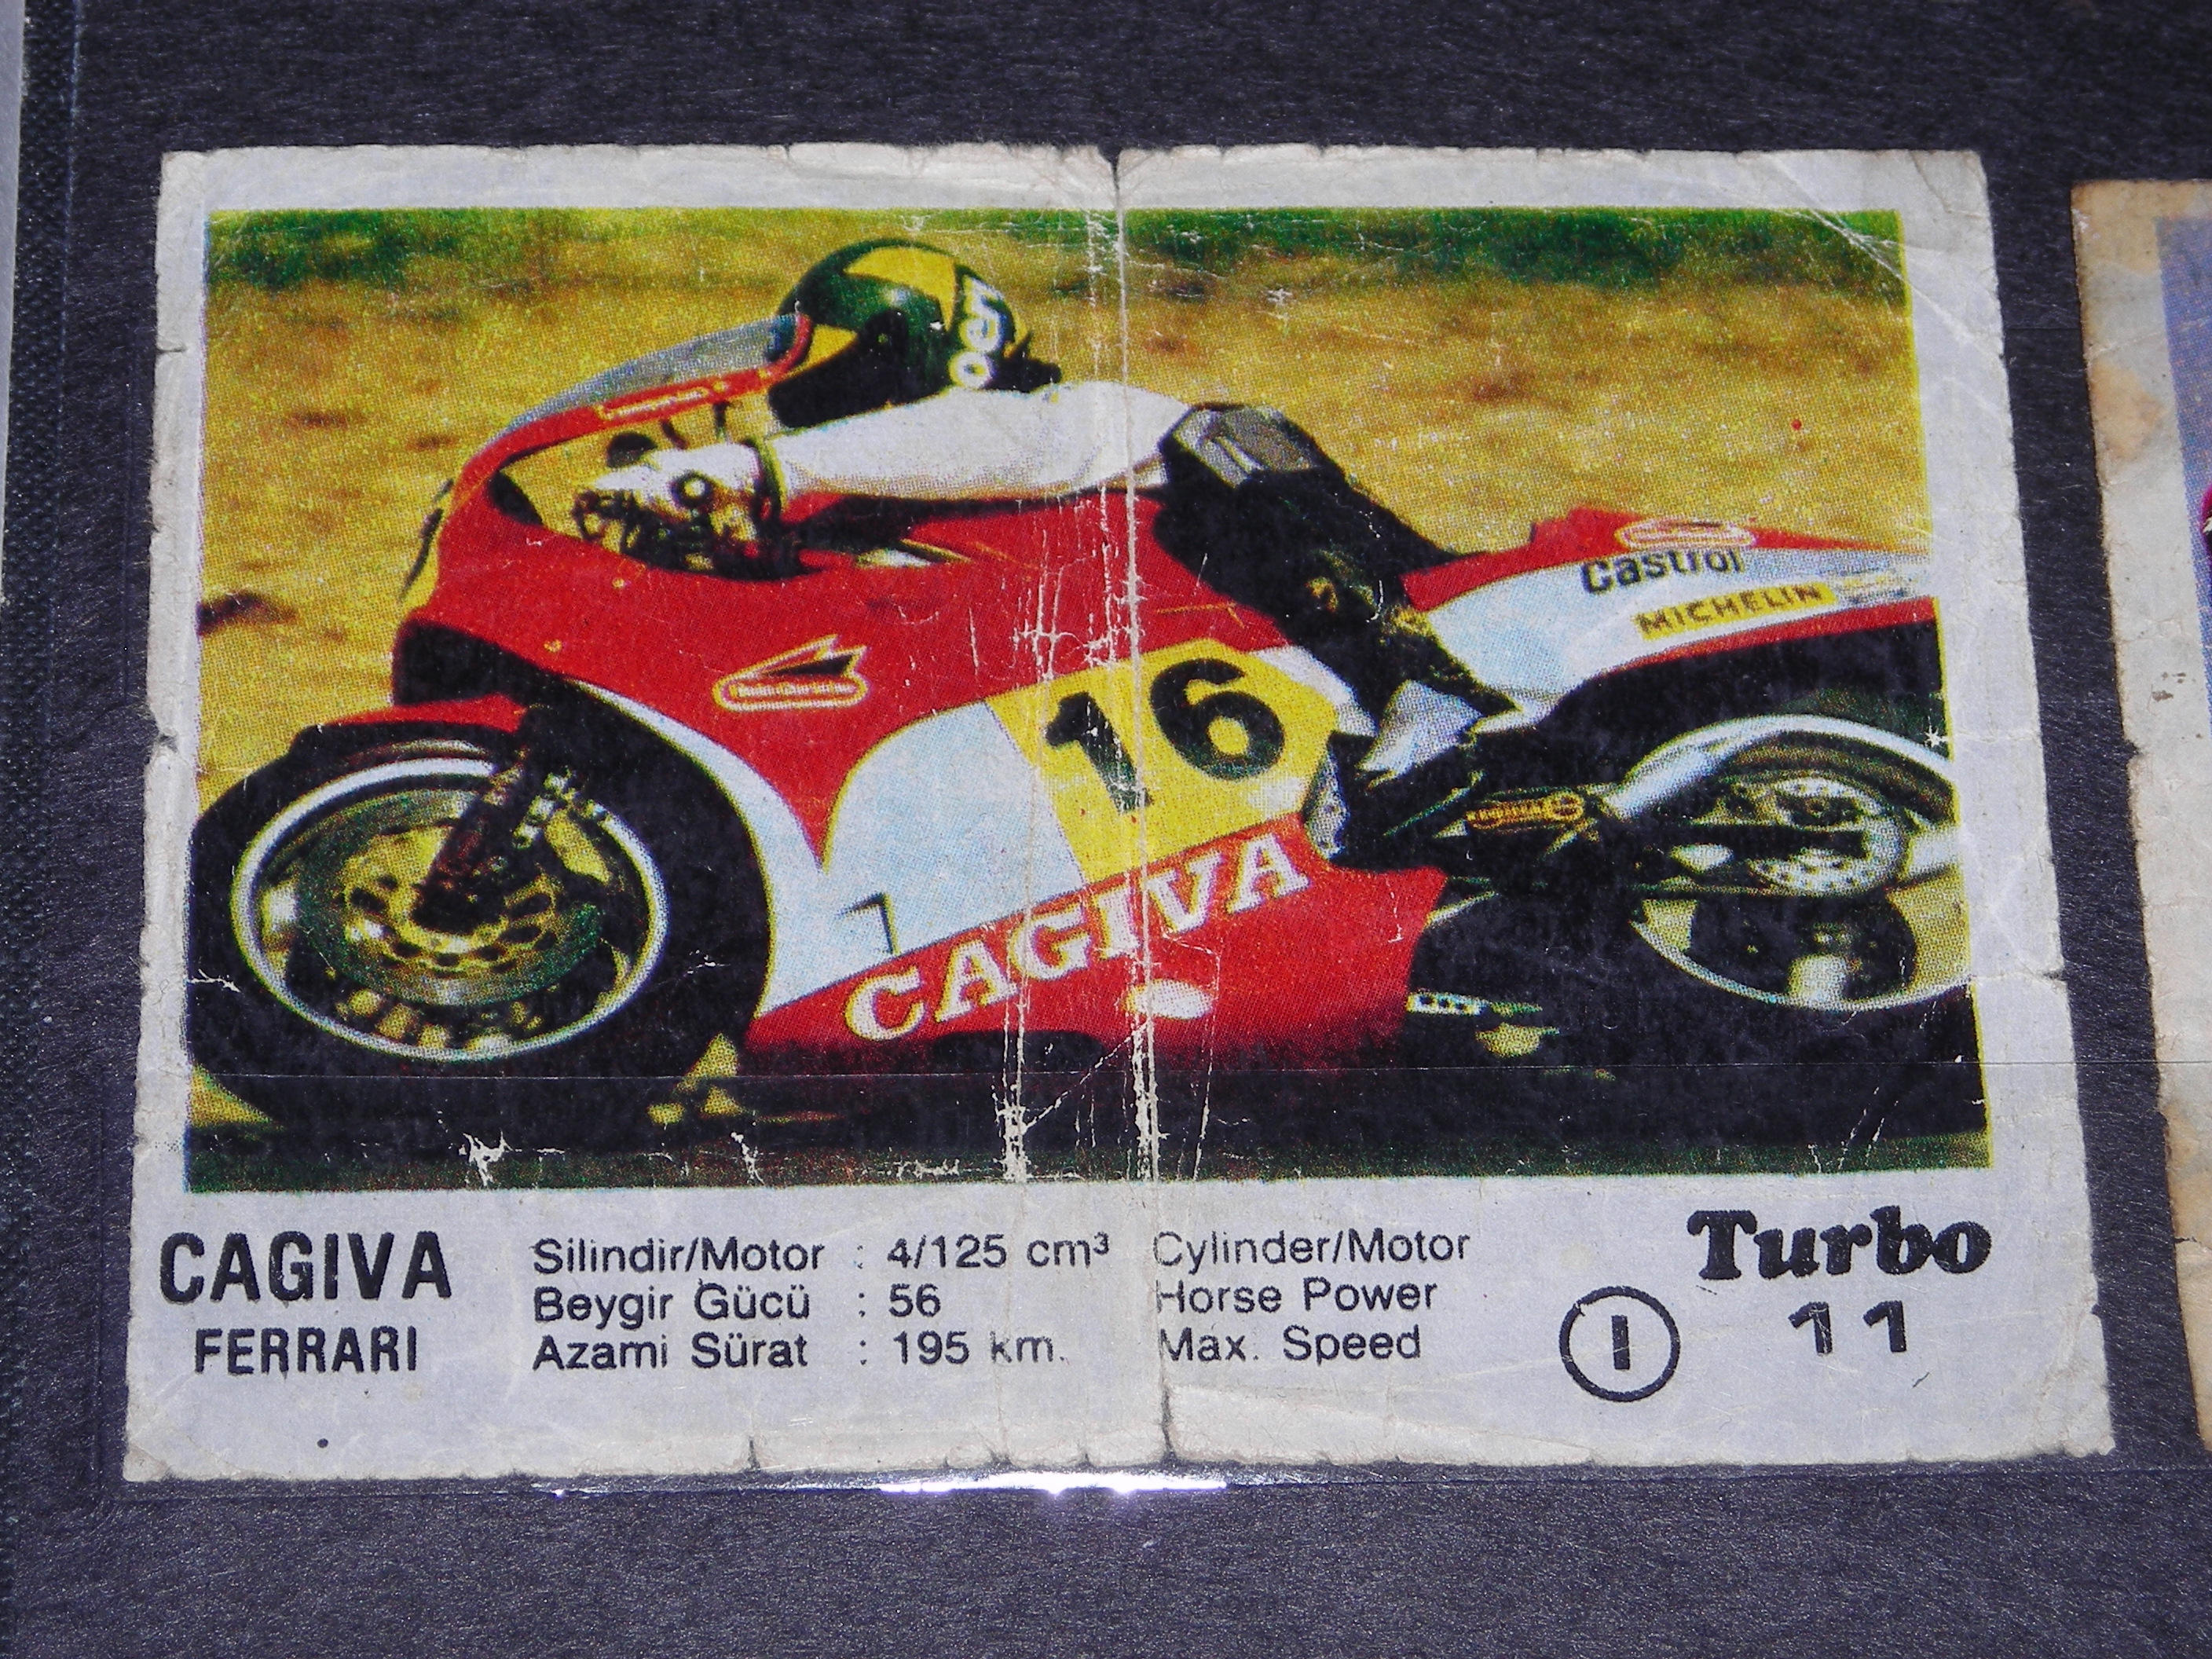 Castrol
MICHELIN
16
CAGIVA
CAGIVA
FERRARI
Silindir/Motor : 4/125 cm³ Cylinder/Motor
Beygir Gücü : 56 Horse Power
Azami Sürat : 195 km. Max. Speed
I
Turbo
11